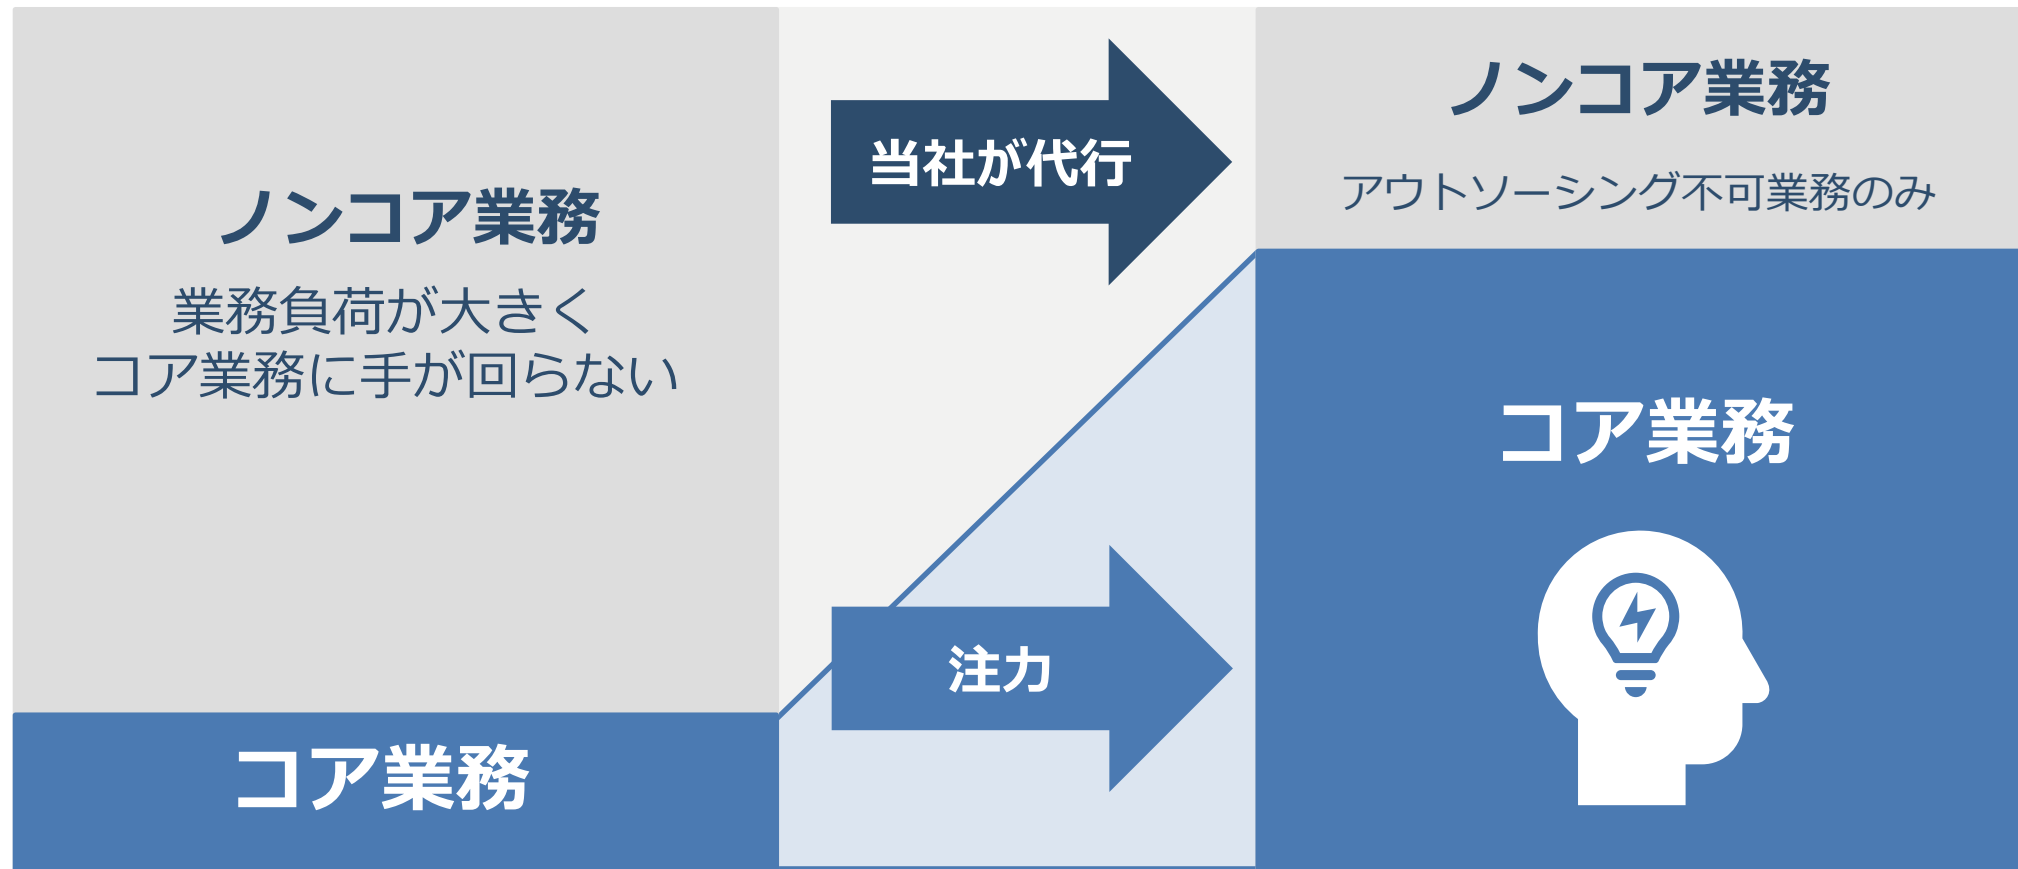 ノンコア業務
業務負荷が大きく
コア業務に手が回らない
コア業務
当社が代行
注力
ノンコア業務
アウトソーシング不可業務のみ
コア業務